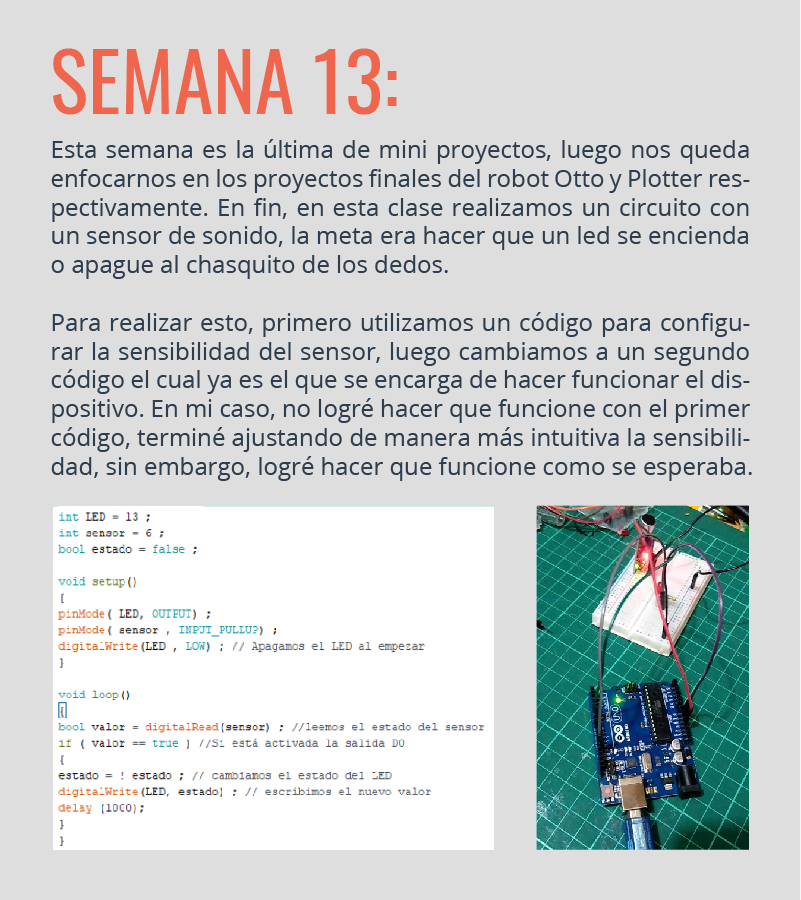 SEMANA 13:
Esta semana es la última de mini proyectos, luego nos queda
enfocarnos en los proyectos finales del robot Otto y Plotter res-
pectivamente. En fin, en esta clase realizamos un circuito con
un sensor de sonido, la meta era hacer que un led se encienda
o apague al chasquito de los dedos.
Para realizar esto, primero utilizamos un código para configu-
rar la sensibilidad del sensor, luego cambiamos a un segundo
código el cual ya es el que se encarga de hacer funcionar el dis-
positivo. En mi caso, no logré hacer que funcione con el primer
código, terminé ajustando de manera más intuitiva la sensibili-
dad, sin embargo, logré hacer que funcione como se esperaba.
int LED = 13 ;
int sensor = 6 ;
bool estado = false ;
void setup()
{
pinMode( LED, OUTPUT) ;
pinMode( sensor , INPUT_PULLUP) ;
digitalWrite(LED , LOW) ; // Apagamos el LED al empezar
}
void loop()
{
bool valor = digitalRead(sensor) ; //leemos el estado del sensor
if ( valor == true ) //Si está activada la salida D0
{
estado = ! estado ; // cambiamos el estado del LED
digitalWrite(LED, estado) ; // escribimos el nuevo valor
delay (1000);
}
}